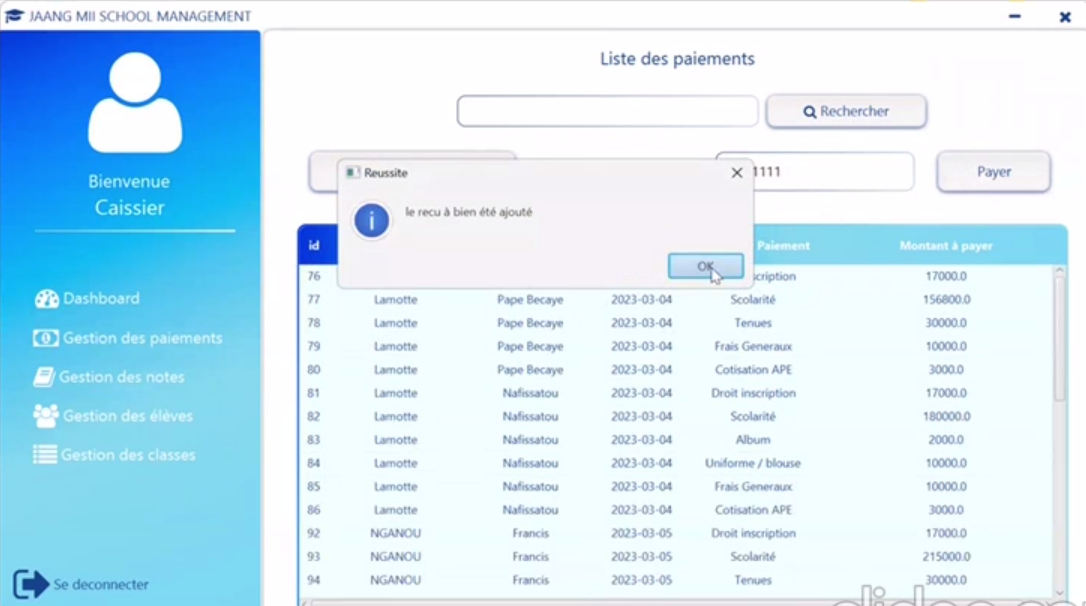 JAANG MII SCHOOL MANAGEMENT
Bienvenue
Caissier
Dashboard
Gestion des paiements
Gestion des notes
Gestion des élèves
Gestion des classes
Se deconnecter
Liste des paiements
Rechercher
1111
Payer
Reussite
le recu à bien été ajouté
OK
id Paiement Montant à payer
76 scription 17000.0
77 Lamotte Pape Becaye 2023-03-04 Scolarité 156800.0
78 Lamotte Pape Becaye 2023-03-04 Tenues 30000.0
79 Lamotte Pape Becaye 2023-03-04 Frais Generaux 10000.0
80 Lamotte Pape Becaye 2023-03-04 Cotisation APE 3000.0
81 Lamotte Nafissatou 2023-03-04 Droit inscription 17000.0
82 Lamotte Nafissatou 2023-03-04 Scolarité 180000.0
83 Lamotte Nafissatou 2023-03-04 Album 2000.0
84 Lamotte Nafissatou 2023-03-04 Uniforme / blouse 10000.0
85 Lamotte Nafissatou 2023-03-04 Frais Generaux 10000.0
86 Lamotte Nafissatou 2023-03-04 Cotisation APE 3000.0
92 NGANOU Francis 2023-03-05 Droit inscription 17000.0
93 NGANOU Francis 2023-03-05 Scolarité 215000.0
94 NGANOU Francis 2023-03-05 Tenues 30000.0